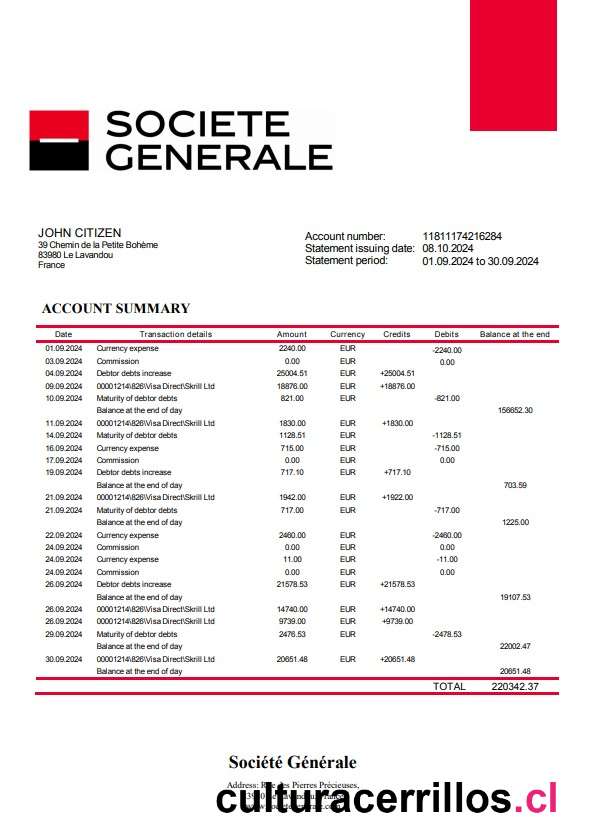 SOCIETE
GENERALE
JOHN CITIZEN
39 Chemin de la Petite Bohème
83980 Le Lavandou
France
Account number: 11811174216284
Statement issuing date: 08.10.2024
Statement period: 01.09.2024 to 30.09.2024
ACCOUNT SUMMARY
Date Transaction details Amount Currency Credits Debits Balance at the end
01.09.2024 Currency expense 2240.00 EUR -2240.00
03.09.2024 Commission 0.00 EUR 0.00
04.09.2024 Debtor debts increase 25004.51 EUR +25004.51
09.09.2024 00001214\826\Visa Direct\Skrill Ltd 18876.00 EUR +18876.00
10.09.2024 Maturity of debtor debts 821.00 EUR -821.00
Balance at the end of day 156652.30
11.09.2024 00001214\826\Visa Direct\Skrill Ltd 1830.00 EUR +1830.00
14.09.2024 Maturity of debtor debts 1128.51 EUR -1128.51
16.09.2024 Currency expense 715.00 EUR -715.00
17.09.2024 Commission 0.00 EUR 0.00
19.09.2024 Debtor debts increase 717.10 EUR +717.10
Balance at the end of day 703.59
21.09.2024 00001214\826\Visa Direct\Skrill Ltd 1942.00 EUR +1922.00
21.09.2024 Maturity of debtor debts 717.00 EUR -717.00
Balance at the end of day 1225.00
22.09.2024 Currency expense 2460.00 EUR -2460.00
24.09.2024 Commission 0.00 EUR 0.00
24.09.2024 Currency expense 11.00 EUR -11.00
24.09.2024 Commission 0.00 EUR 0.00
26.09.2024 Debtor debts increase 21578.53 EUR +21578.53
Balance at the end of day 19107.53
26.09.2024 00001214\826\Visa Direct\Skrill Ltd 14740.00 EUR +14740.00
26.09.2024 00001214\826\Visa Direct\Skrill Ltd 9739.00 EUR +9739.00
29.09.2024 Maturity of debtor debts 2476.53 EUR -2478.53
Balance at the end of day 22002.47
30.09.2024 00001214\826\Visa Direct\Skrill Ltd 20651.48 EUR +20651.48
Balance at the end of day 20651.48
TOTAL 220342.37
Société Générale
Address: Rue des Pierres Précieuses,
culturacerrillos.cl